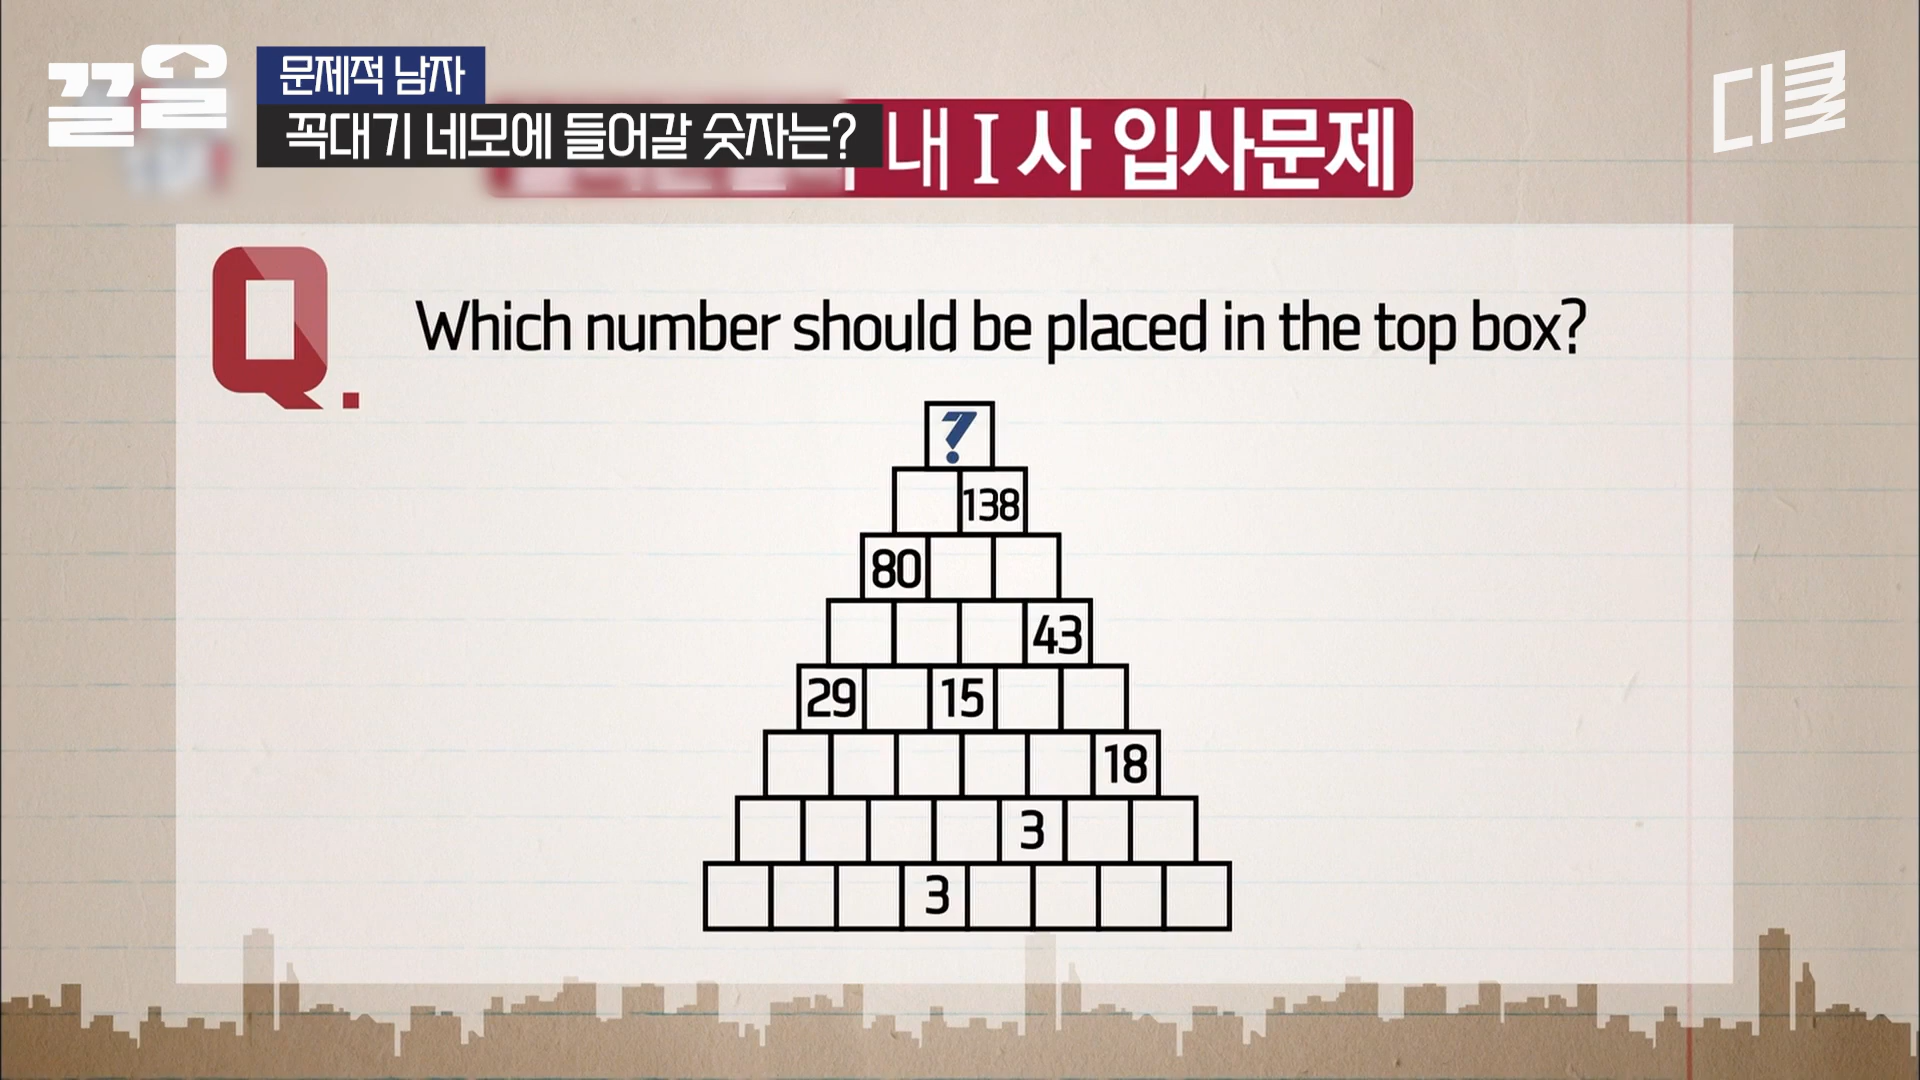 끌올
문제적 남자
꼭대기 네모에 들어갈 숫자는?
내 I 사 입사문제
디클
Q.
Which number should be placed in the top box?
?
138
80
43
29 15
18
3
3